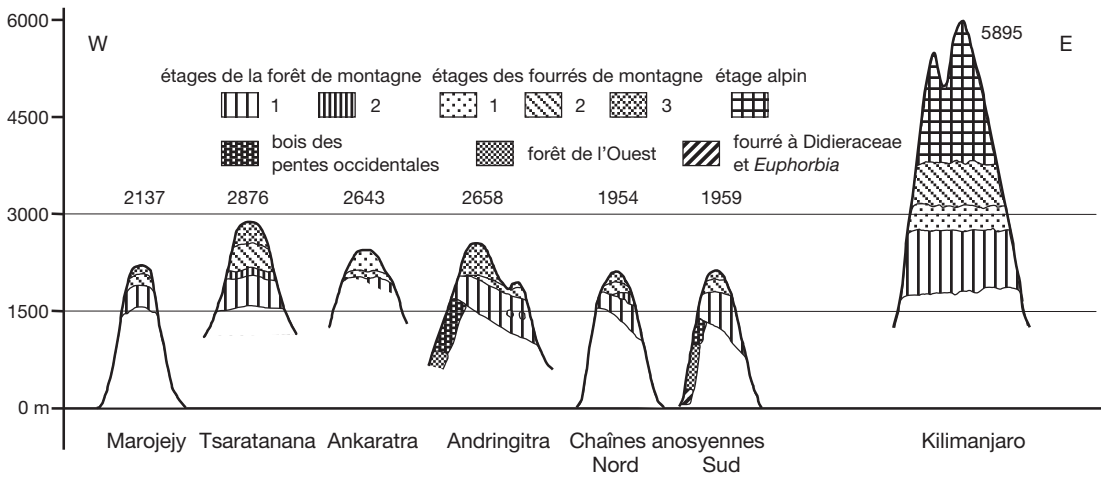 6000
5895
W
E
étages de la forêt de montagne étages des fourrés de montagne étage alpin
1 2 1 2 3
4500
bois des
pentes occidentales
forêt de l’Ouest
fourré à Didieraceae
et Euphorbia
2137 2876 2643 2658 1954 1959
3000
1500
0 m
Marojejy Tsaratanana Ankaratra Andringitra Chaînes anosyennes Kilimanjaro
Nord Sud